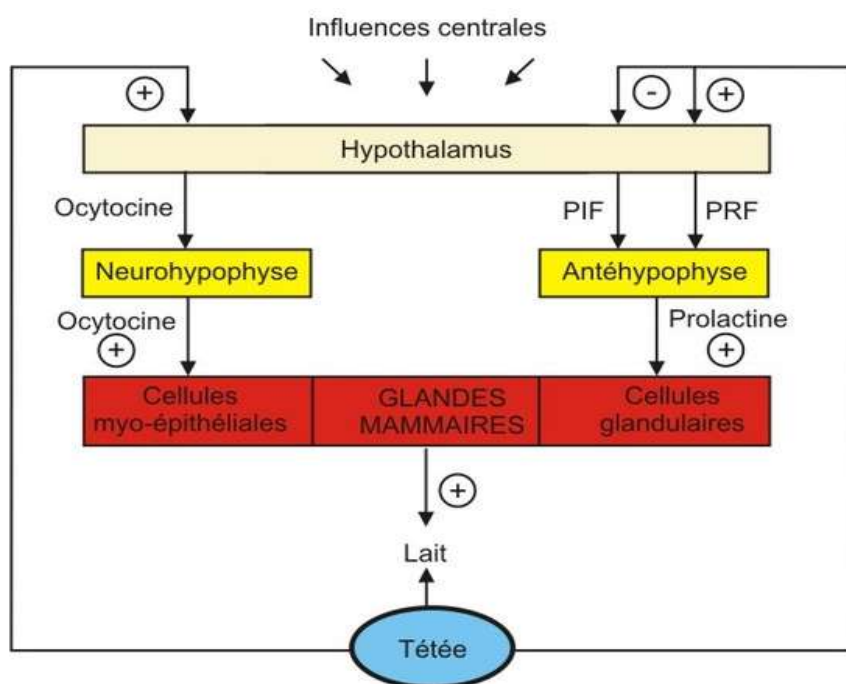 Influences centrales
+
-
+
Hypothalamus
Ocytocine
PIF
PRF
Neurohypophyse
Antéhypophyse
Ocytocine
+
Prolactine
+
Cellules
myo-épithéliales
GLANDES
MAMMAIRES
Cellules
glandulaires
+
Lait
Tétée